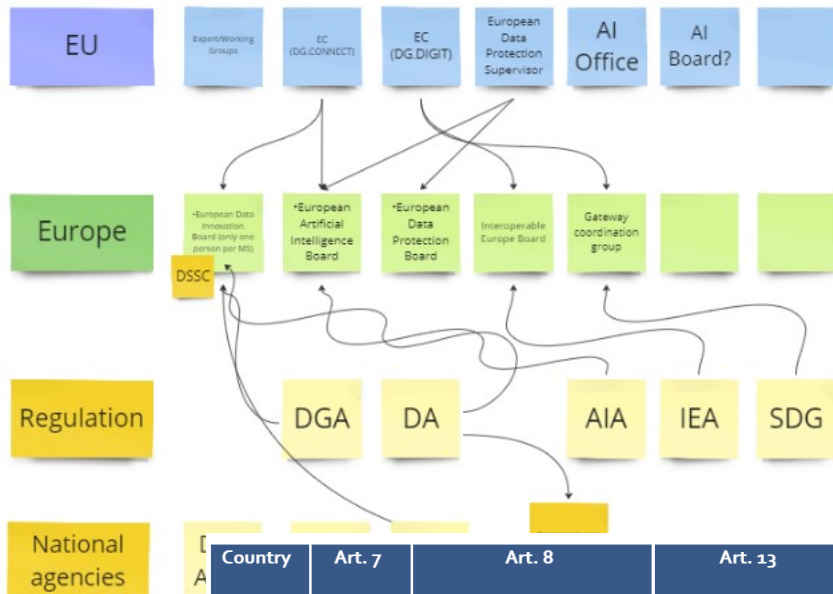 EU
Expert/Working
Groups
EC
(DG.CONNECT)
EC
(DG.DIGIT)
European
Data
Protection
Supervisor
AI
Office
AI
Board?
Europe
•European Data
Innovation
Board (only one
person per MS)
DSSC
•European
Artificial
Intelligence
Board
•European
Data
Protection
Board
Interoperable
Europe Board
Gateway
coordination
group
Regulation
DGA
DA
AIA
IEA
SDG
National
agencies
Country
Art. 7
Art. 8
Art. 13